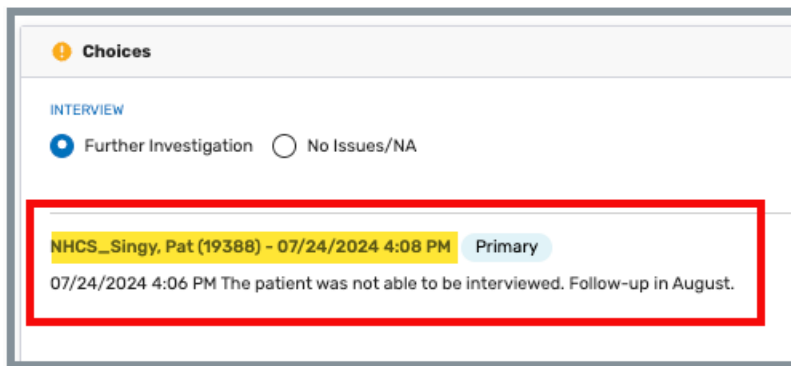 Choices
INTERVIEW
Further Investigation No Issues/NA
NHCS_Singy, Pat (19388) - 07/24/2024 4:08 PM Primary
07/24/2024 4:06 PM The patient was not able to be interviewed. Follow-up in August.